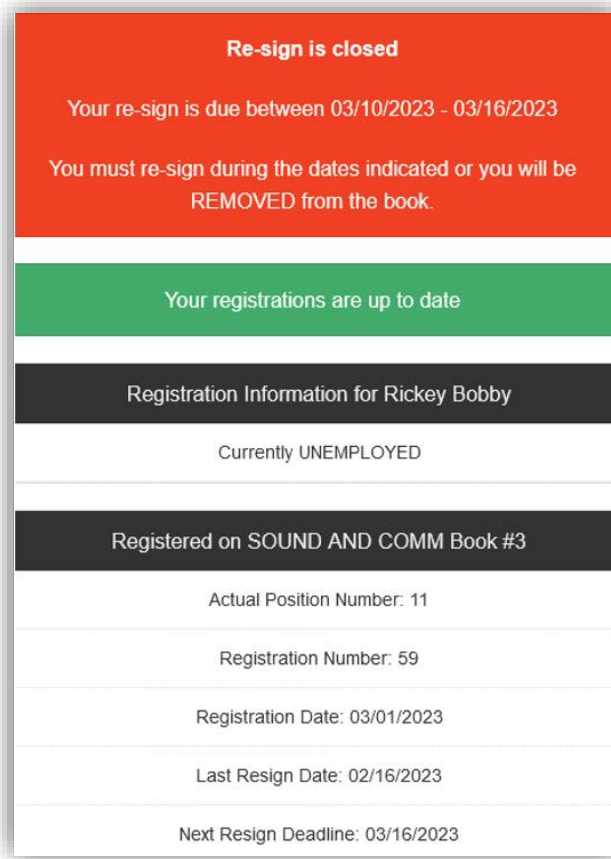 Re-sign is closed
Your re-sign is due between 03/10/2023 - 03/16/2023
You must re-sign during the dates indicated or you will be
REMOVED from the book.
Your registrations are up to date
Registration Information for Rickey Bobby
Currently UNEMPLOYED
Registered on SOUND AND COMM Book #3
Actual Position Number: 11
Registration Number: 59
Registration Date: 03/01/2023
Last Resign Date: 02/16/2023
Next Resign Deadline: 03/16/2023